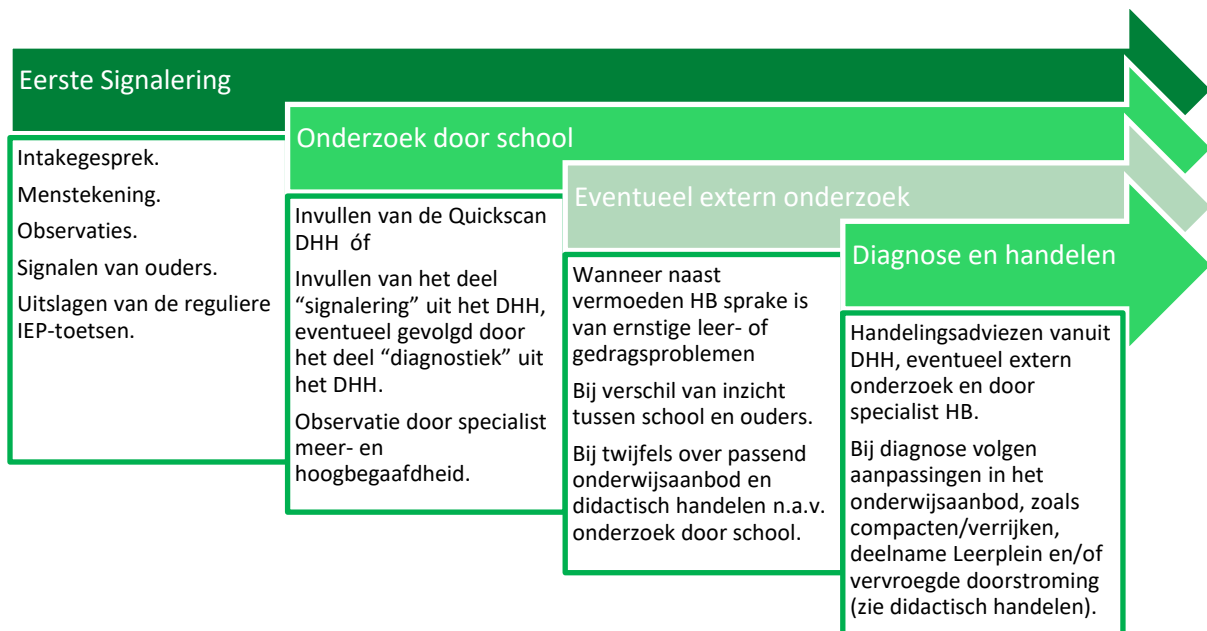 Eerste Signalering
Intakegesprek.
Menstekening.
Observaties.
Signalen van ouders.
Uitslagen van de reguliere
IEP-toetsen.
Onderzoek door school
Invullen van de Quickscan
DHH óf
Invullen van het deel
“signalering” uit het DHH,
eventueel gevolgd door
het deel “diagnostiek” uit
het DHH.
Observatie door specialist
meer- en
hoogbegaafdheid.
Eventueel extern onderzoek
Wanneer naast
vermoeden HB sprake is
van ernstige leer- of
gedragsproblemen
Bij verschil van inzicht
tussen school en ouders.
Bij twijfels over passend
onderwijsaanbod en
didactisch handelen n.a.v.
onderzoek door school.
Diagnose en handelen
Handelingsadviezen vanuit
DHH, eventueel extern
onderzoek en door
specialist HB.
Bij diagnose volgen
aanpassingen in het
onderwijsaanbod, zoals
compacten/verrijken,
deelname Leerplein en/of
vervroegde doorstroming
(zie didactisch handelen).